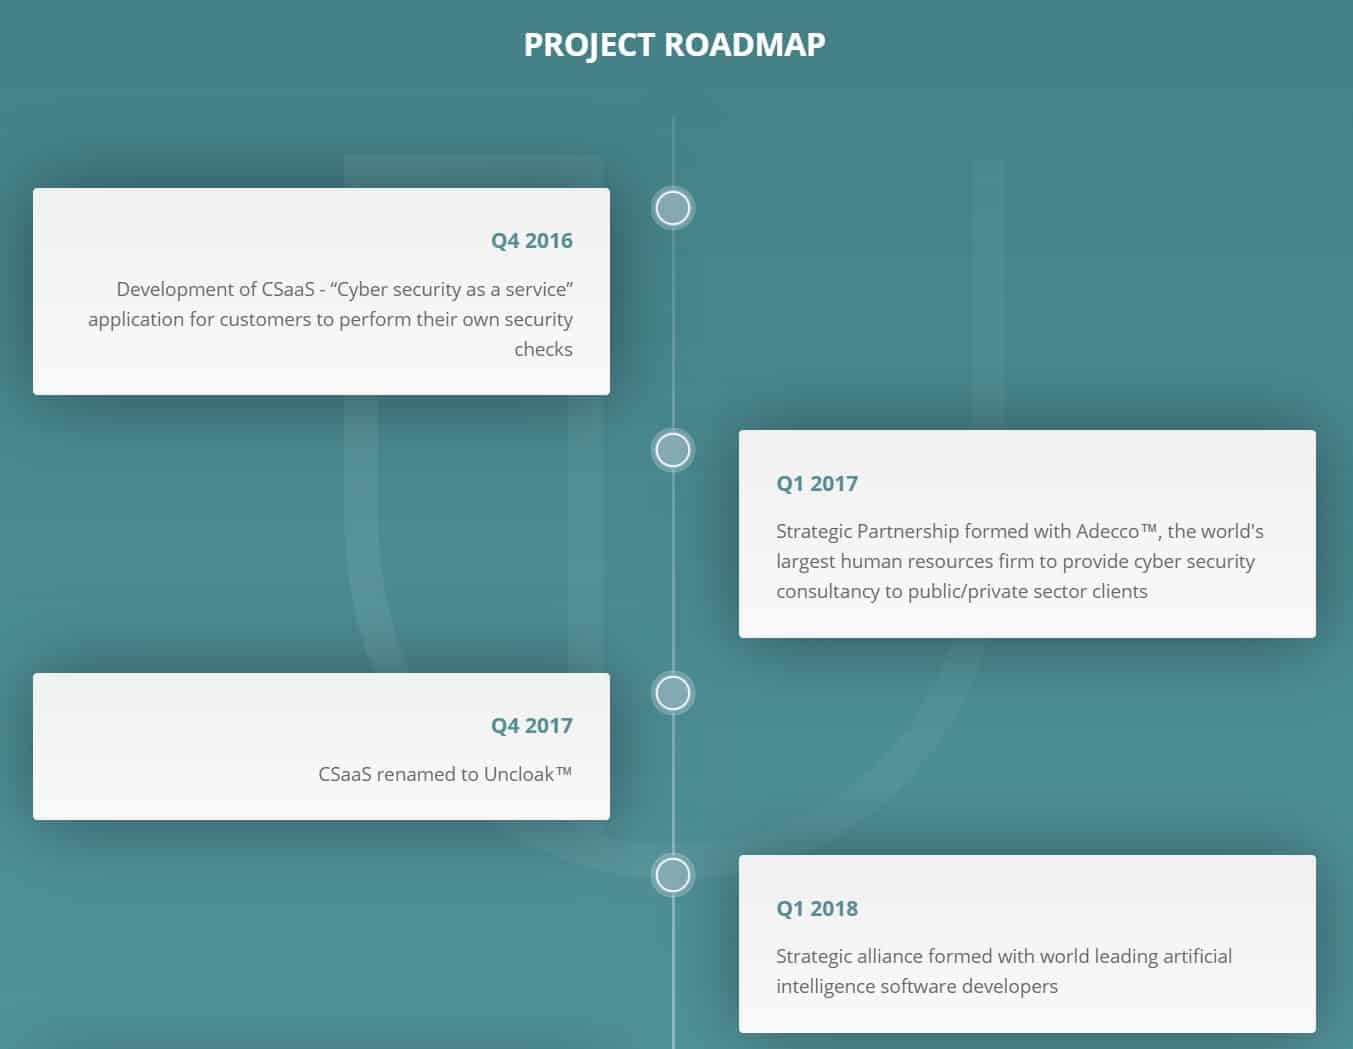 PROJECT ROADMAP
Q4 2016
Development of CSaaS - “Cyber security as a service”
application for customers to perform their own security
checks
Q1 2017
Strategic Partnership formed with Adecco™, the world's
largest human resources firm to provide cyber security
consultancy to public/private sector clients
Q4 2017
CSaaS renamed to Uncloak™
Q1 2018
Strategic alliance formed with world leading artificial
intelligence software developers